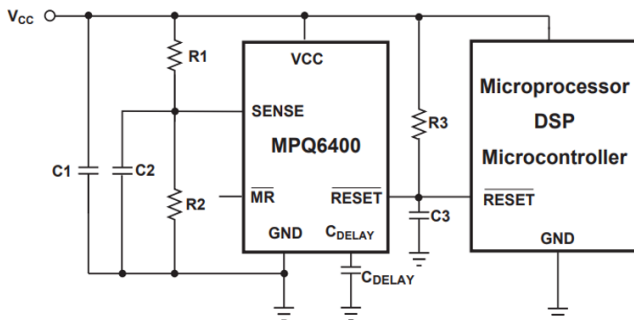 VCC
R1
VCC
SENSE
MPQ6400
R3
Microprocessor
DSP
Microcontroller
C1
C2
R2
MR
RESET
C3
RESET
GND
CDELAY
CDELAY
GND